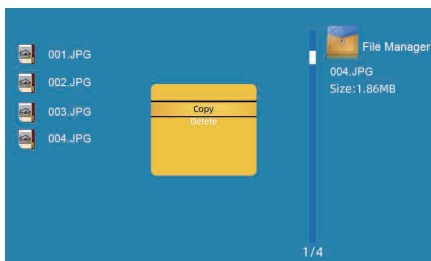 001.JPG
002.JPG
003.JPG
004.JPG
Copy
Delete
File Manager
004.JPG
Size:1.86MB
1/4